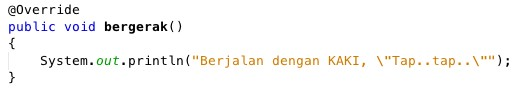 @Override
public void bergerak()
{
    System.out.println("Berjalan dengan KAKI, \"Tap..tap..\"");
}